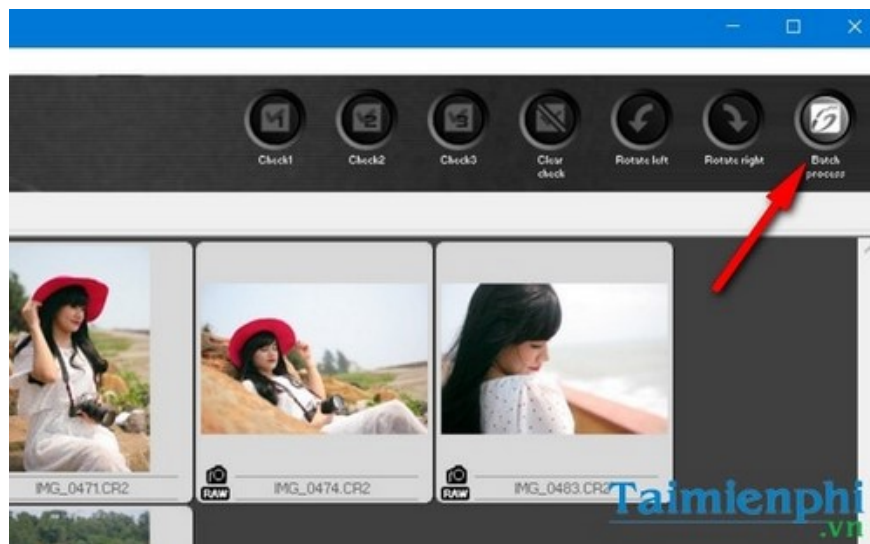 Check1
Check2
Check3
Clear
check
Rotate left
Rotate right
Batch
process
IMG_0471.CR2
RAW
IMG_0474.CR2
RAW
IMG_0483.CR2
Taimienphi
.vn